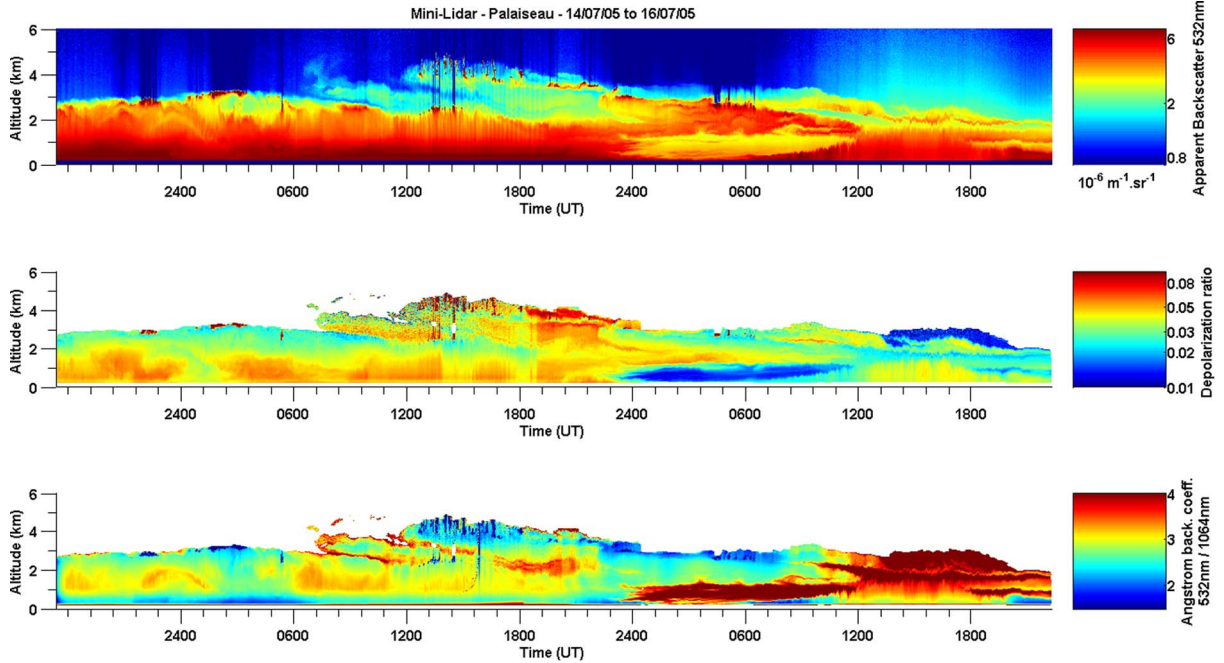 Mini-Lidar - Palaiseau - 14/07/05 to 16/07/05
Altitude (km)
6
4
2
0
2400 0600 1200 1800 2400 0600 1200 1800
Time (UT)
6
2
0.8
10-6 m-1.sr-1
Apparent Backscatter 532nm
Altitude (km)
6
4
2
0
2400 0600 1200 1800 2400 0600 1200 1800
Time (UT)
0.08
0.05
0.03
0.02
0.01
Depolarization ratio
Altitude (km)
6
4
2
0
2400 0600 1200 1800 2400 0600 1200 1800
Time (UT)
4
3
2
Angstrom back. coeff.
532nm / 1064nm